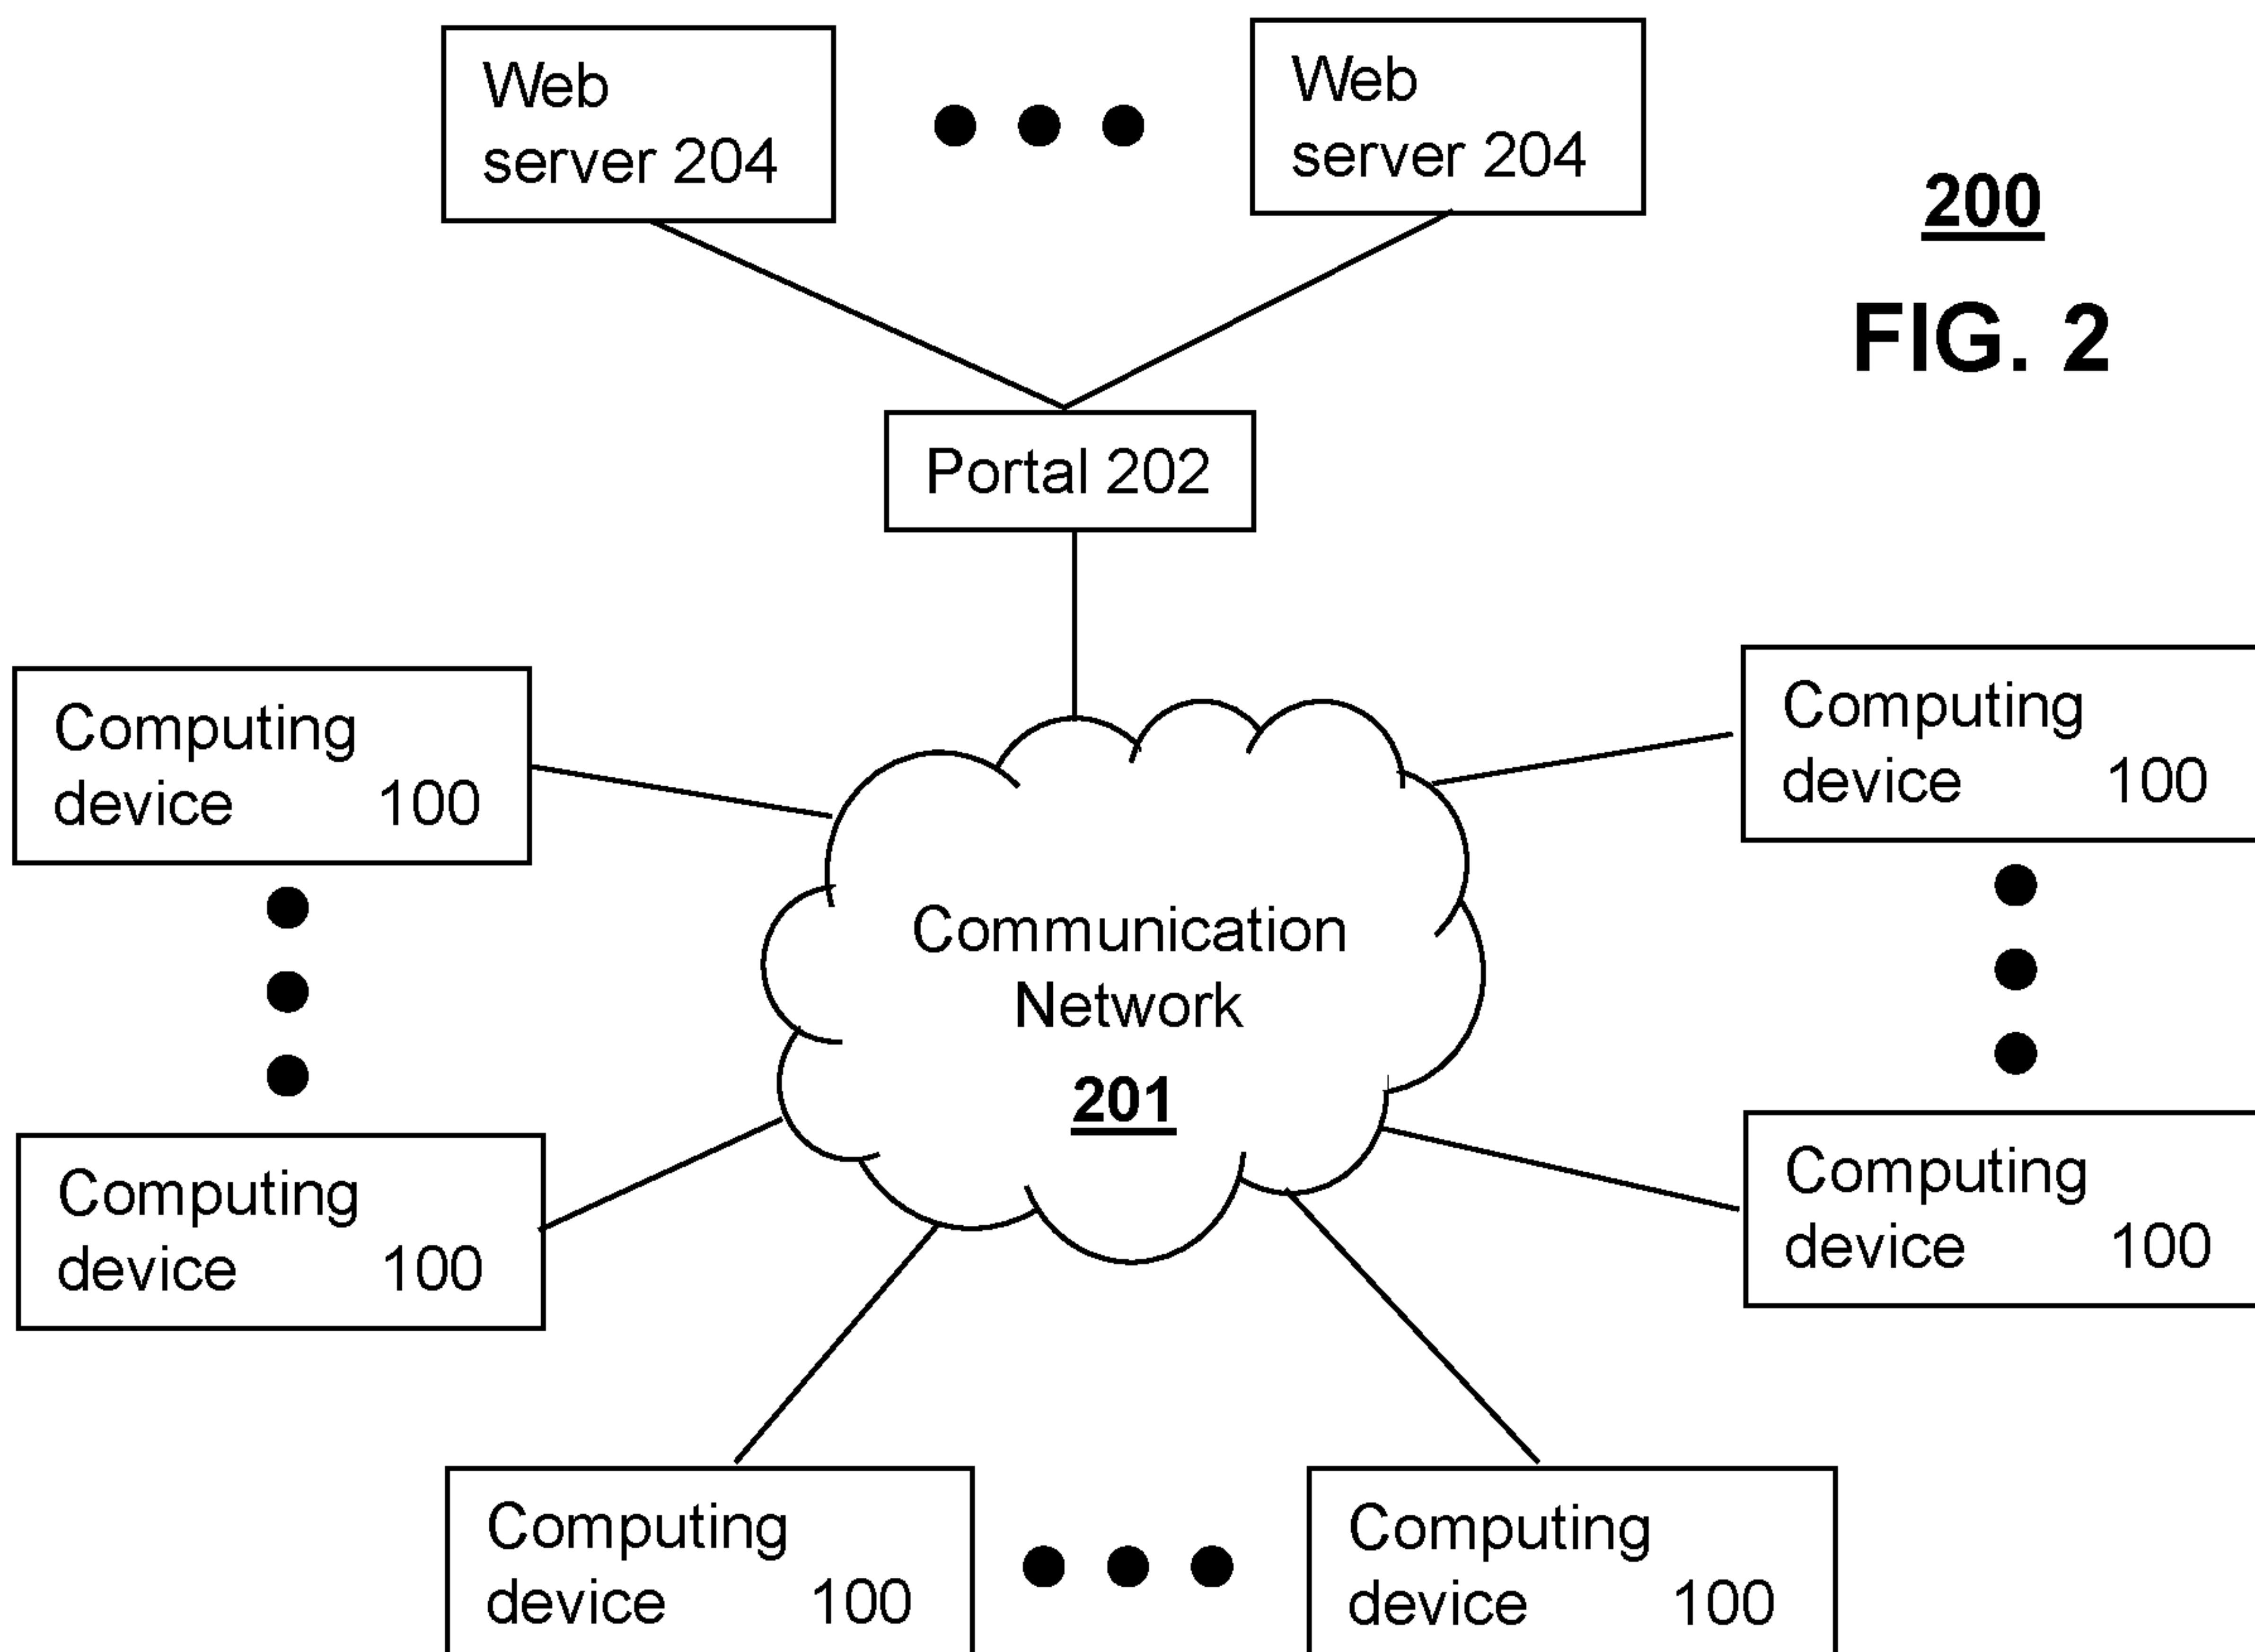 Web
server 204
Web
server 204
200
FIG. 2
Portal 202
Computing
device 100
Computing
device 100
Communication
Network
201
Computing
device 100
Computing
device 100
Computing
device 100
Computing
device 100